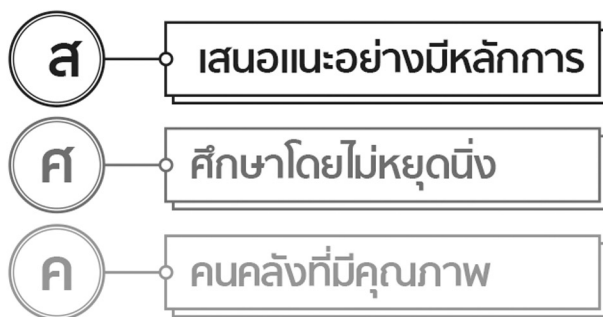 ส เสนอแนะอย่างมีหลักการ
ศ ศึกษาโดยไม่หยุดนิ่ง
ค คนคลังที่มีคุณภาพ